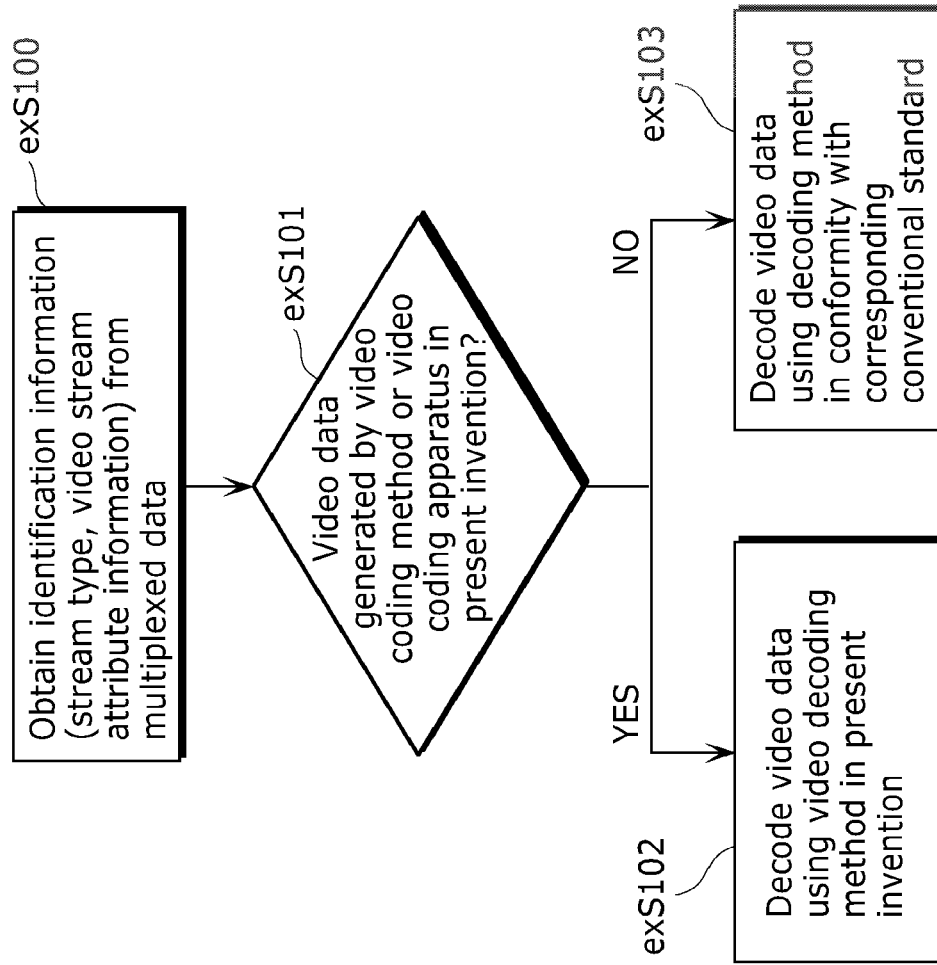 exS100
Obtain identification information
(stream type, video stream
attribute information) from
multiplexed data
exS101
Video data
generated by video
coding method or video
coding apparatus in
present invention?
YES
NO
exS102
Decode video data
using video decoding
method in present
invention
exS103
Decode video data
using decoding method
in conformity with
corresponding
conventional standard